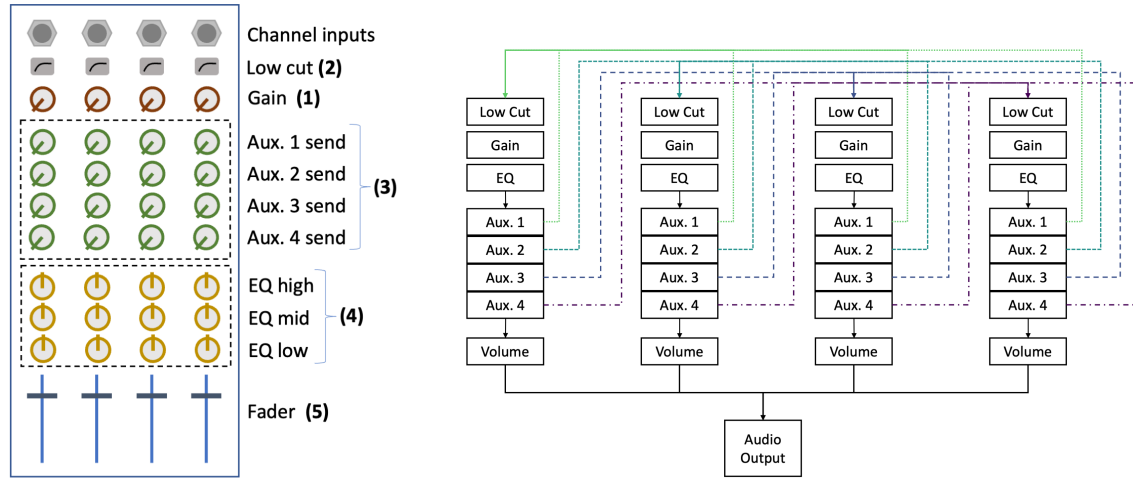 Channel inputs
Low cut (2)
Gain (1)
Aux. 1 send
Aux. 2 send
Aux. 3 send
Aux. 4 send
(3)
EQ high
EQ mid
EQ low
(4)
Fader (5)
Low Cut
Gain
EQ
Aux. 1
Aux. 2
Aux. 3
Aux. 4
Volume
Low Cut
Gain
EQ
Aux. 1
Aux. 2
Aux. 3
Aux. 4
Volume
Low Cut
Gain
EQ
Aux. 1
Aux. 2
Aux. 3
Aux. 4
Volume
Low Cut
Gain
EQ
Aux. 1
Aux. 2
Aux. 3
Aux. 4
Volume
Audio
Output